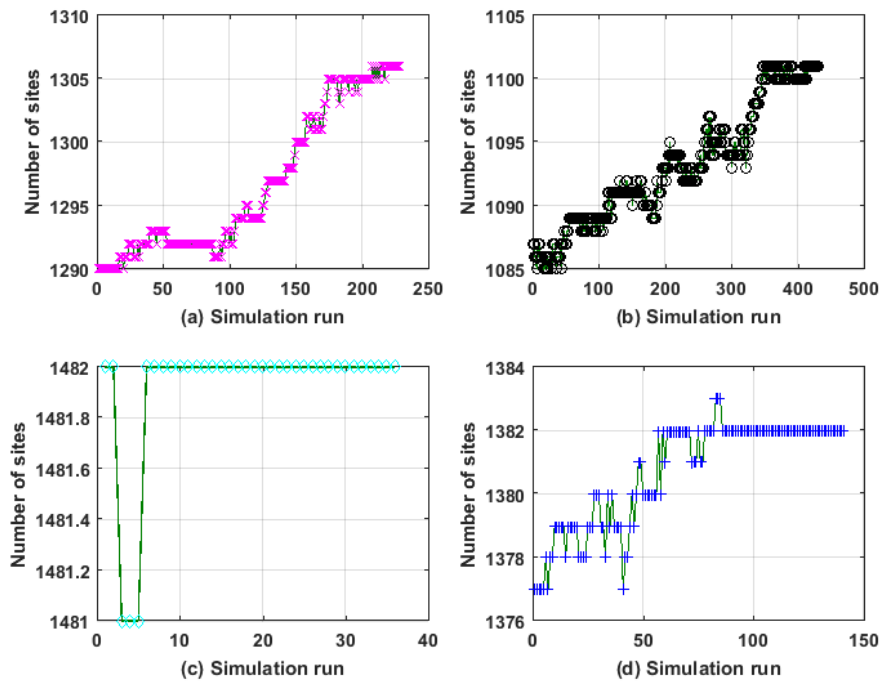 1310
1305
1300
1295
1290
Number of sites
0 50 100 150 200 250
(a) Simulation run
1105
1100
1095
1090
1085
Number of sites
0 100 200 300 400 500
(b) Simulation run
1482
1481.8
1481.6
1481.4
1481.2
1481
Number of sites
0 10 20 30 40
(c) Simulation run
1384
1382
1380
1378
1376
Number of sites
0 50 100 150
(d) Simulation run